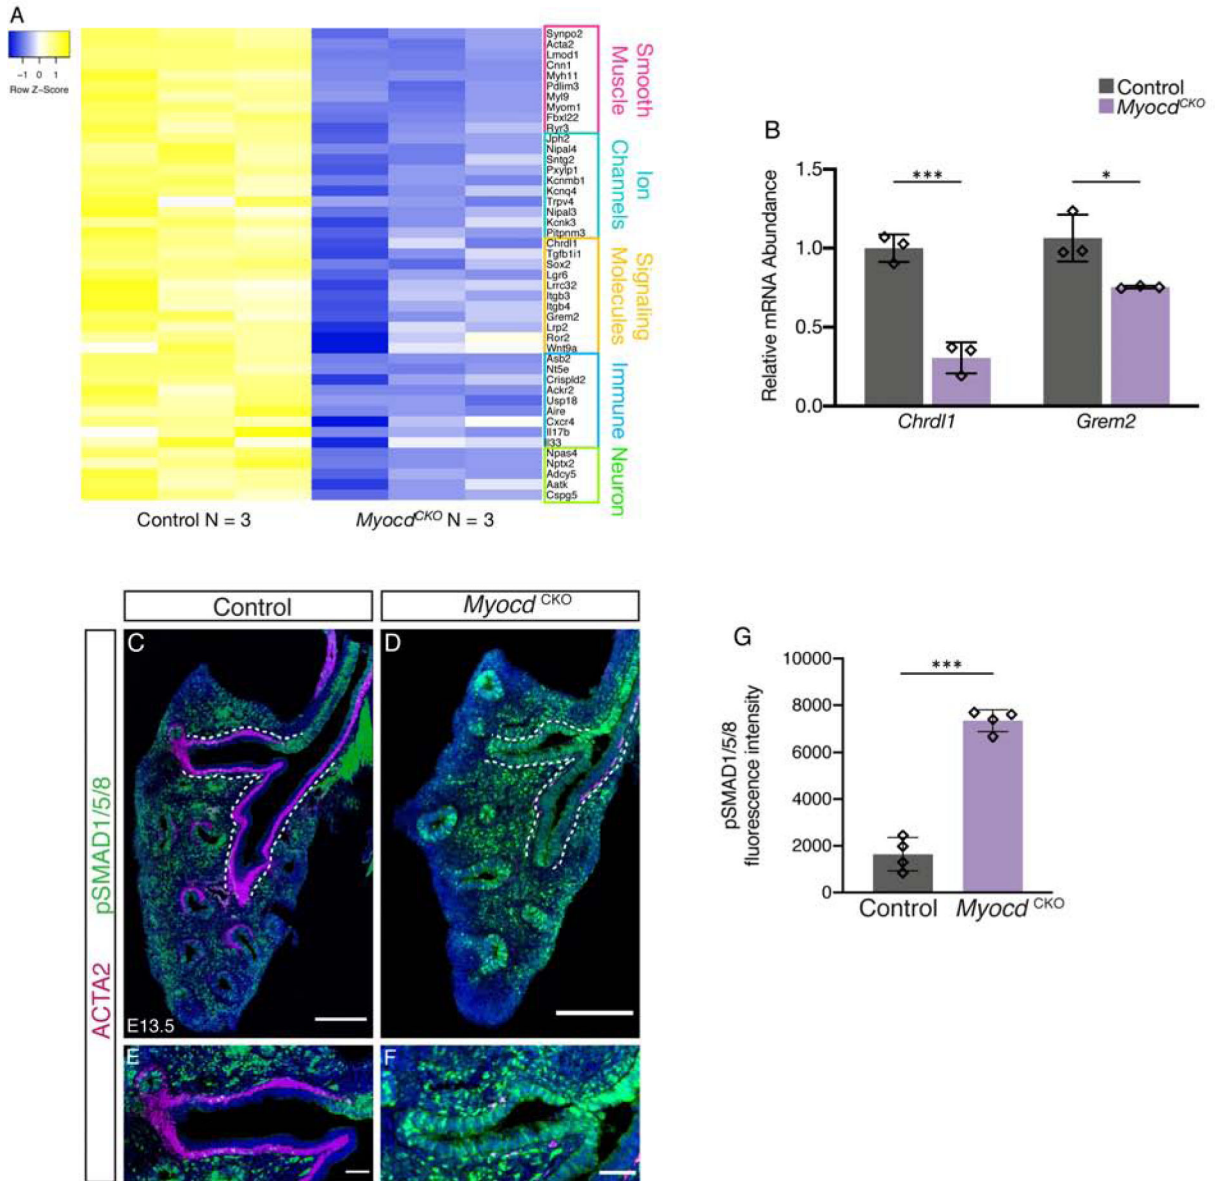 A
−1 0 1
Row Z−Score
Synpo2
Acta2
Lmod1
Cnn1
Myh11
Pdlim3
Myl9
Myom1
Fbxl22
Ryr3
Jph2
Nipal4
Sntg2
Pxylp1
Kcnmb1
Kcnq4
Trpv4
Nipal3
Kcnk3
Pitpnm3
Chrdl1
Tgfb1i1
Sox2
Lgr6
Lrrc32
Itgb3
Itgb4
Grem2
Lrp2
Ror2
Wnt9a
Asb2
Nt5e
Crispld2
Ackr2
Usp18
Aire
Cxcr4
Il17b
Il33
Npas4
Nptx2
Adcy5
Aatk
Cspg5
Smooth
Muscle
Ion
Channels
Signaling
Molecules
Immune
Neuron
Control N = 3
MyocdCKO N = 3
B
Control
MyocdCKO
Relative mRNA Abundance
1.5
1.0
0.5
0.0
***
*
Chrdl1
Grem2
Control
Myocd CKO
ACTA2 pSMAD1/5/8
C
D
E13.5
E
F
G
pSMAD1/5/8
fluorescence intensity
10000
8000
6000
4000
2000
0
***
Control
Myocd CKO